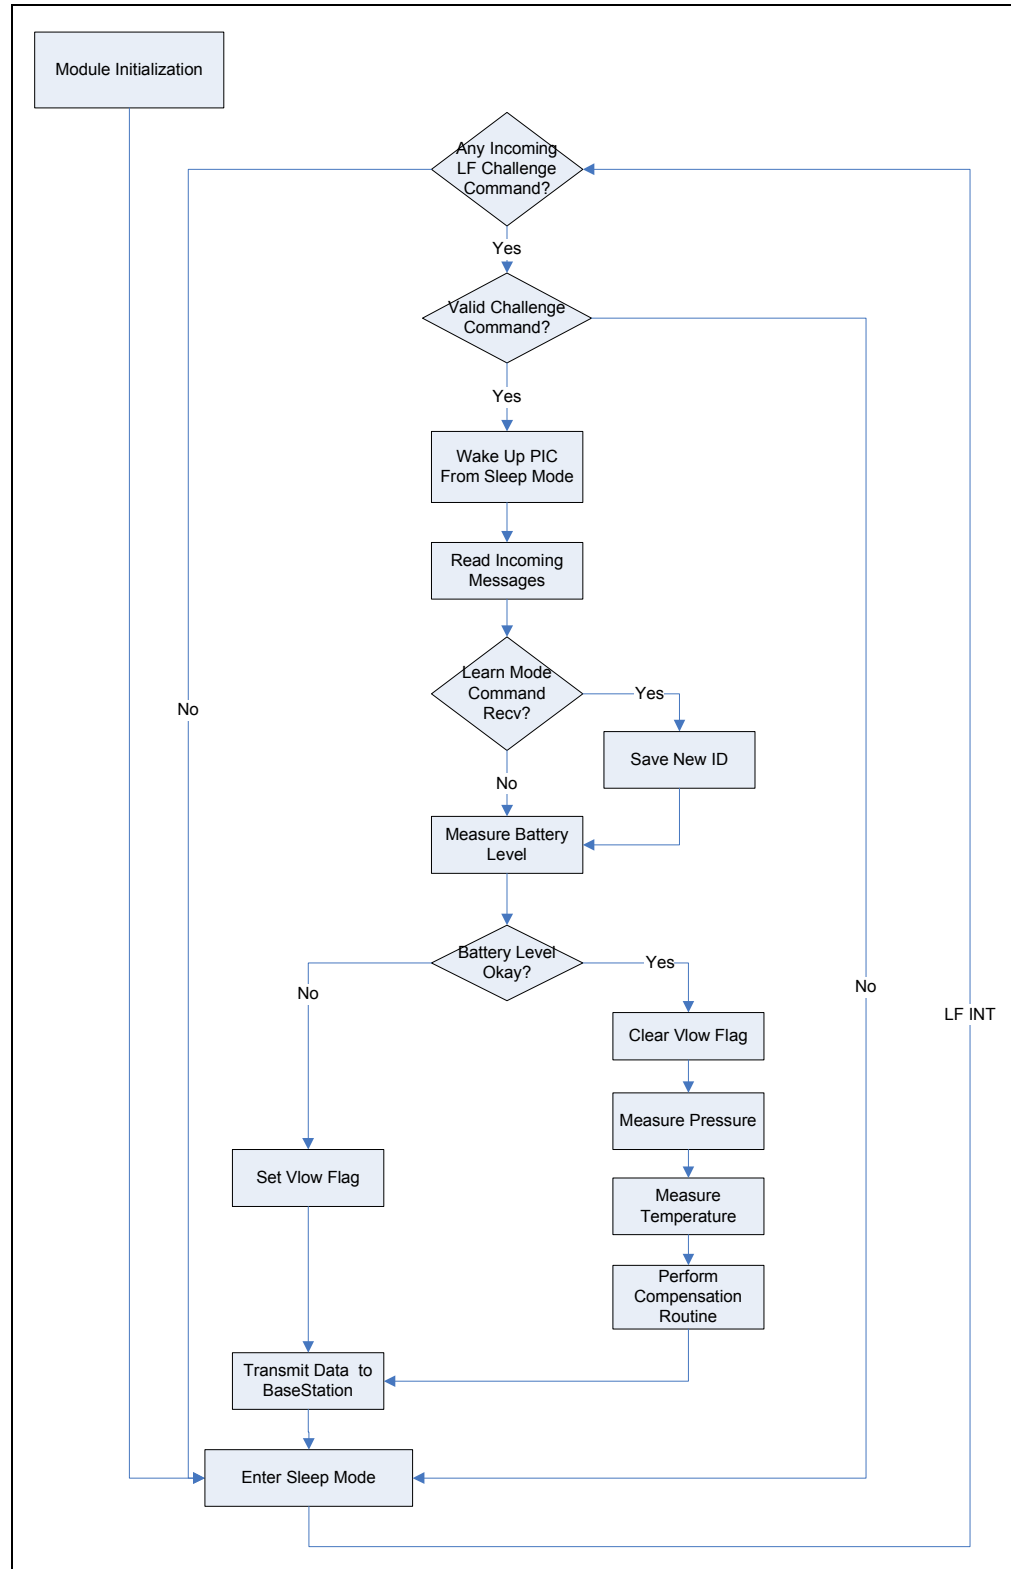 Module Initialization
Any Incoming
LF Challenge
Command?
Yes
Valid Challenge
Command?
Yes
Wake Up PIC
From Sleep Mode
Read Incoming
Messages
Learn Mode
Command
Recv?
Yes
No
Save New ID
No
Measure Battery
Level
Battery Level
Okay?
Yes
No
No
LF INT
Clear Vlow Flag
Measure Pressure
Set Vlow Flag
Measure
Temperature
Perform
Compensation
Routine
Transmit Data to
BaseStation
Enter Sleep Mode